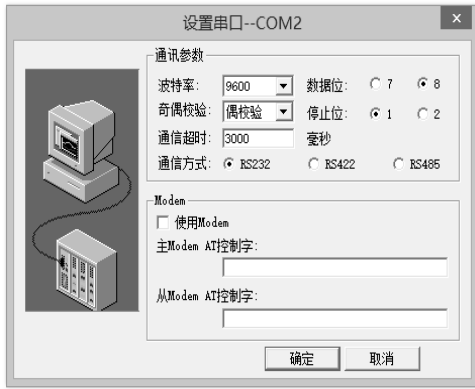 设置串口--COM2
x
通讯参数
波特率: 9600 数据位: 7 8
奇偶校验: 偶校验 停止位: 1 2
通信超时: 3000 毫秒
通信方式: RS232 RS422 RS485
Modem
使用Modem
主Modem AT控制字:
从Modem AT控制字:
确定 取消